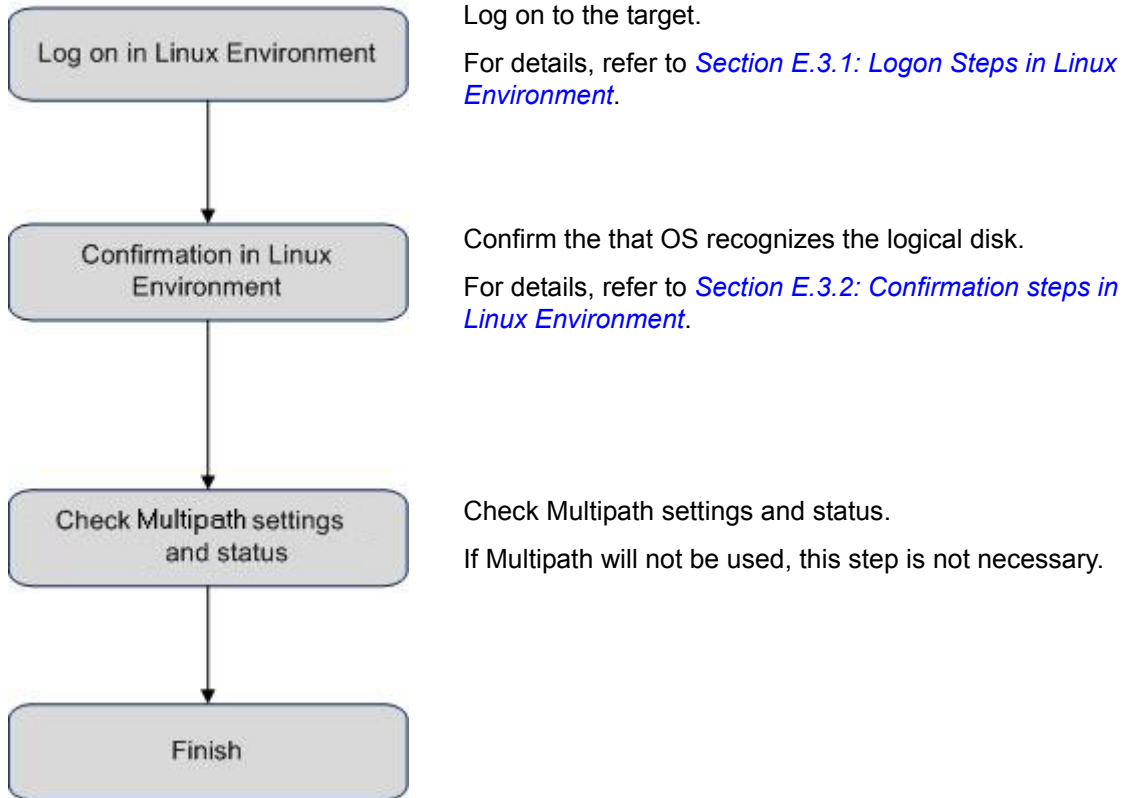 Log on in Linux Environment
Log on to the target.
For details, refer to Section E.3.1: Logon Steps in Linux
Environment.
Confirmation in Linux
Environment
Confirm the that OS recognizes the logical disk.
For details, refer to Section E.3.2: Confirmation steps in
Linux Environment.
Check Multipath settings
and status
Check Multipath settings and status.
If Multipath will not be used, this step is not necessary.
Finish